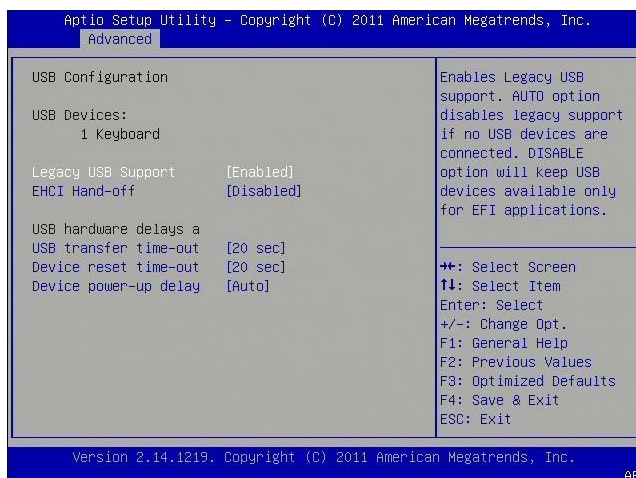 Aptio Setup Utility – Copyright (C) 2011 American Megatrends, Inc.
Advanced
USB Configuration
USB Devices:
1 Keyboard
Legacy USB Support [Enabled]
EHCI Hand-off [Disabled]
USB hardware delays a
USB transfer time-out [20 sec]
Device reset time-out [20 sec]
Device power-up delay [Auto]
Enables Legacy USB
support. AUTO option
disables legacy support
if no USB devices are
connected. DISABLE
option will keep USB
devices available only
for EFI applications.
→←: Select Screen
↑↓: Select Item
Enter: Select
+/-: Change Opt.
F1: General Help
F2: Previous Values
F3: Optimized Defaults
F4: Save & Exit
ESC: Exit
Version 2.14.1219. Copyright (C) 2011 American Megatrends, Inc.